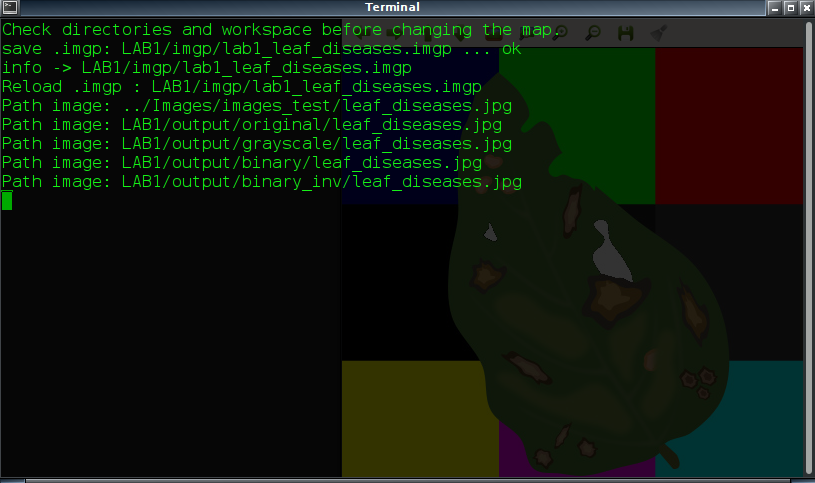 Terminal
Check directories and workspace before changing the map.
save .imgp: LAB1/imgp/lab1_leaf_diseases.imgp ... ok
info -> LAB1/imgp/lab1_leaf_diseases.imgp
Reload .imgp : LAB1/imgp/lab1_leaf_diseases.imgp
Path image: ../Images/images_test/leaf_diseases.jpg
Path image: LAB1/output/original/leaf_diseases.jpg
Path image: LAB1/output/grayscale/leaf_diseases.jpg
Path image: LAB1/output/binary/leaf_diseases.jpg
Path image: LAB1/output/binary_inv/leaf_diseases.jpg